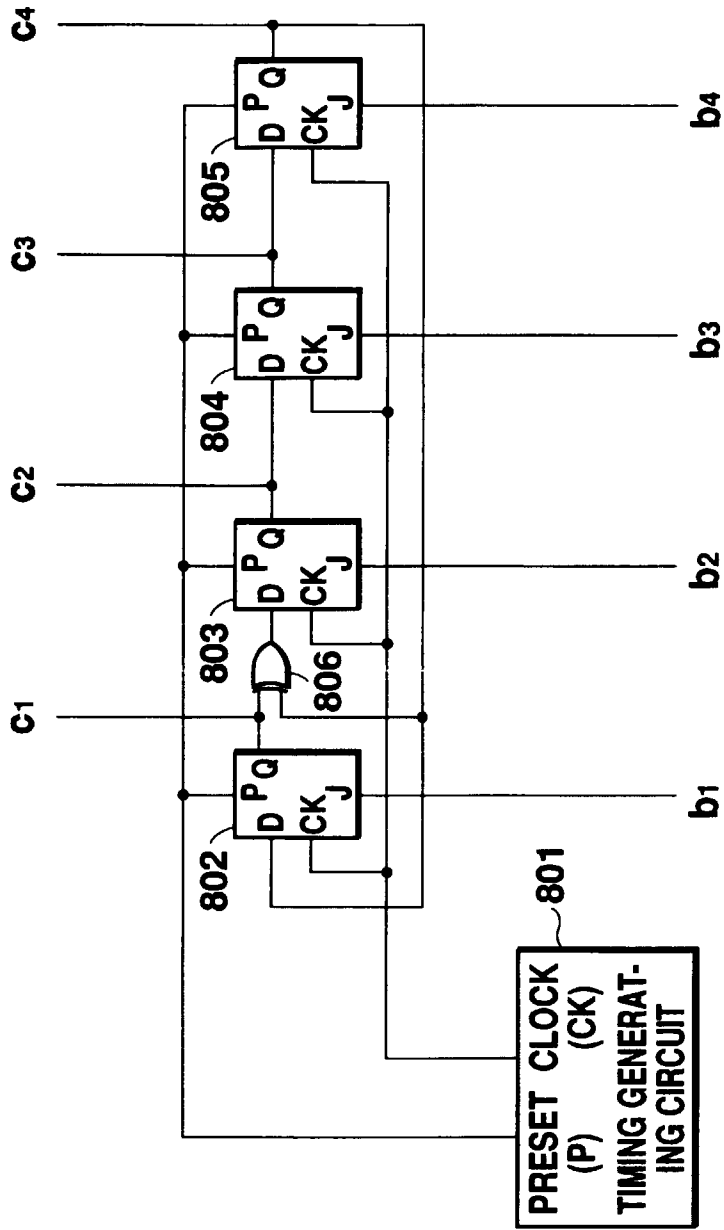 C1
C2
C3
C4
802
803
804
805
P
D
Q
CK
J
P
D
Q
CK
J
P
D
Q
CK
J
P
D
Q
CK
J
806
b1
b2
b3
b4
801
PRESET CLOCK
(P) (CK)
TIMING GENERAT-
ING CIRCUIT